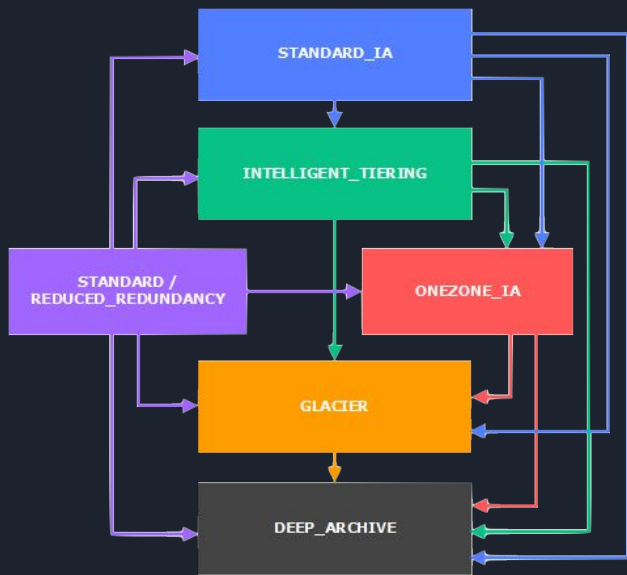 STANDARD_IA
INTELLIGENT_TIERING
STANDARD /
REDUCED_REDUNDANCY
ONEZONE_IA
GLACIER
DEEP_ARCHIVE